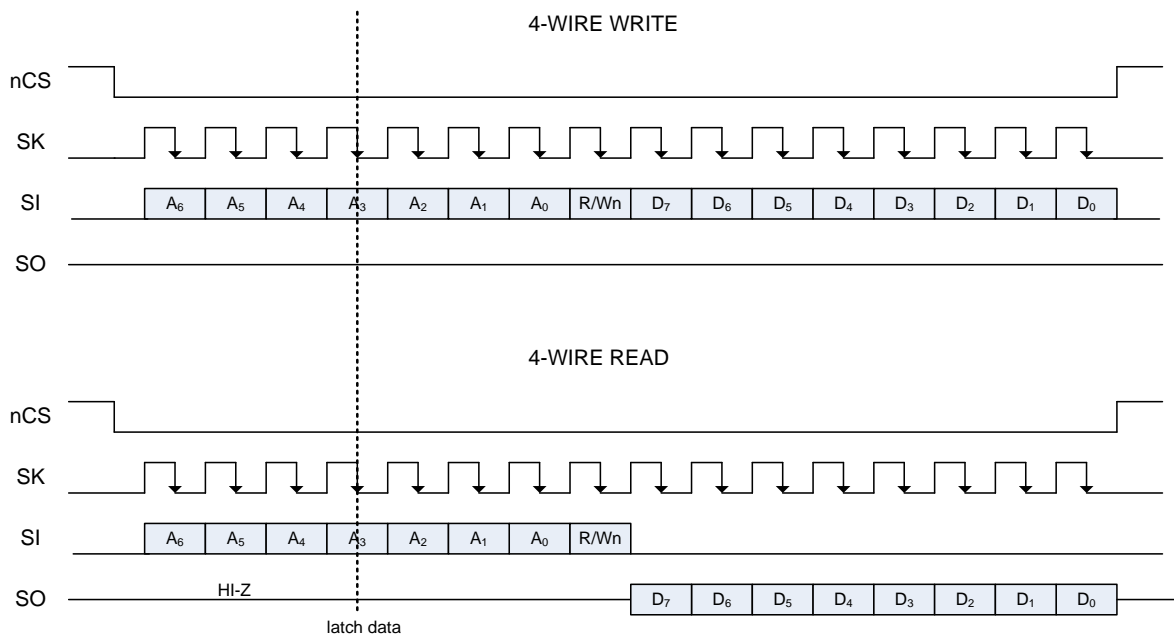 4-WIRE WRITE
nCS
SK
SI A₆ A₅ A₄ A₃ A₂ A₁ A₀ R/Wn D₇ D₆ D₅ D₄ D₃ D₂ D₁ D₀
SO
4-WIRE READ
nCS
SK
SI A₆ A₅ A₄ A₃ A₂ A₁ A₀ R/Wn
SO HI-Z D₇ D₆ D₅ D₄ D₃ D₂ D₁ D₀
latch data